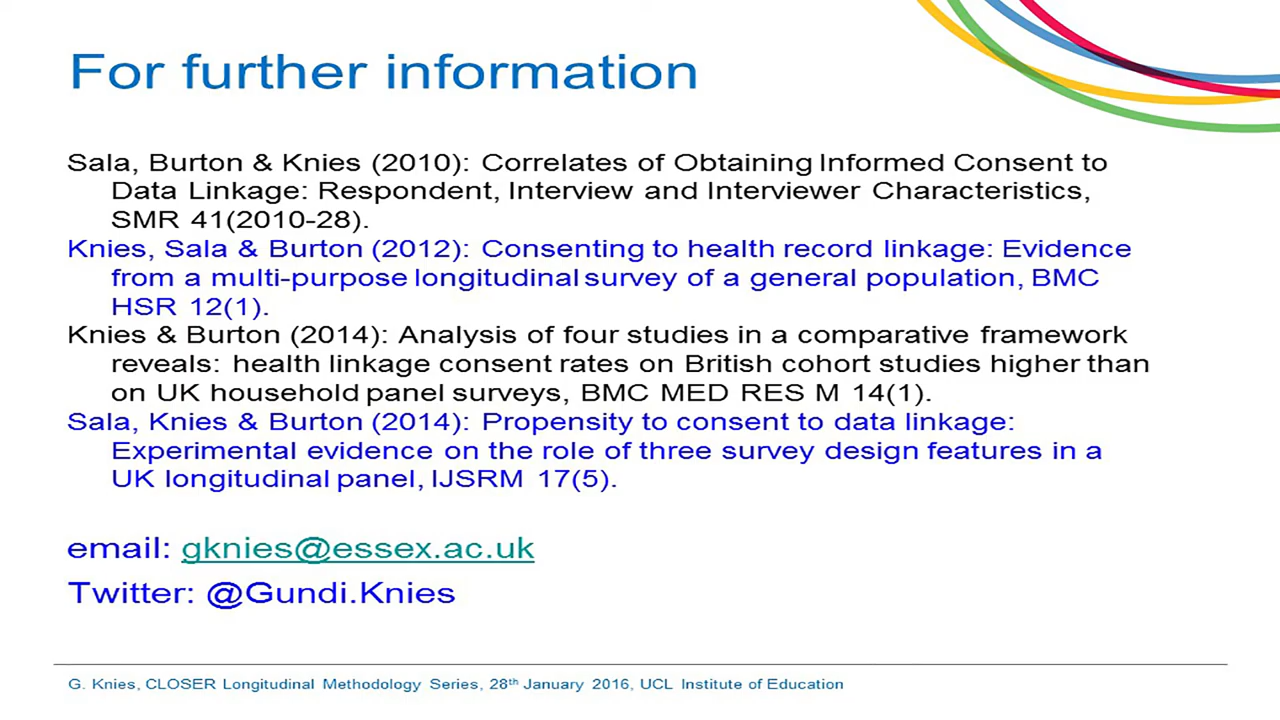 For further information
Sala, Burton & Knies (2010): Correlates of Obtaining Informed Consent to
Data Linkage: Respondent, Interview and Interviewer Characteristics,
SMR 41(2010-28).
Knies, Sala & Burton (2012): Consenting to health record linkage: Evidence
from a multi-purpose longitudinal survey of a general population, BMC
HSR 12(1).
Knies & Burton (2014): Analysis of four studies in a comparative framework
reveals: health linkage consent rates on British cohort studies higher than
on UK household panel surveys, BMC MED RES M 14(1).
Sala, Knies & Burton (2014): Propensity to consent to data linkage:
Experimental evidence on the role of three survey design features in a
UK longitudinal panel, IJSRM 17(5).
email: gknies@essex.ac.uk
Twitter: @Gundi.Knies
G. Knies, CLOSER Longitudinal Methodology Series, 28th January 2016, UCL Institute of Education